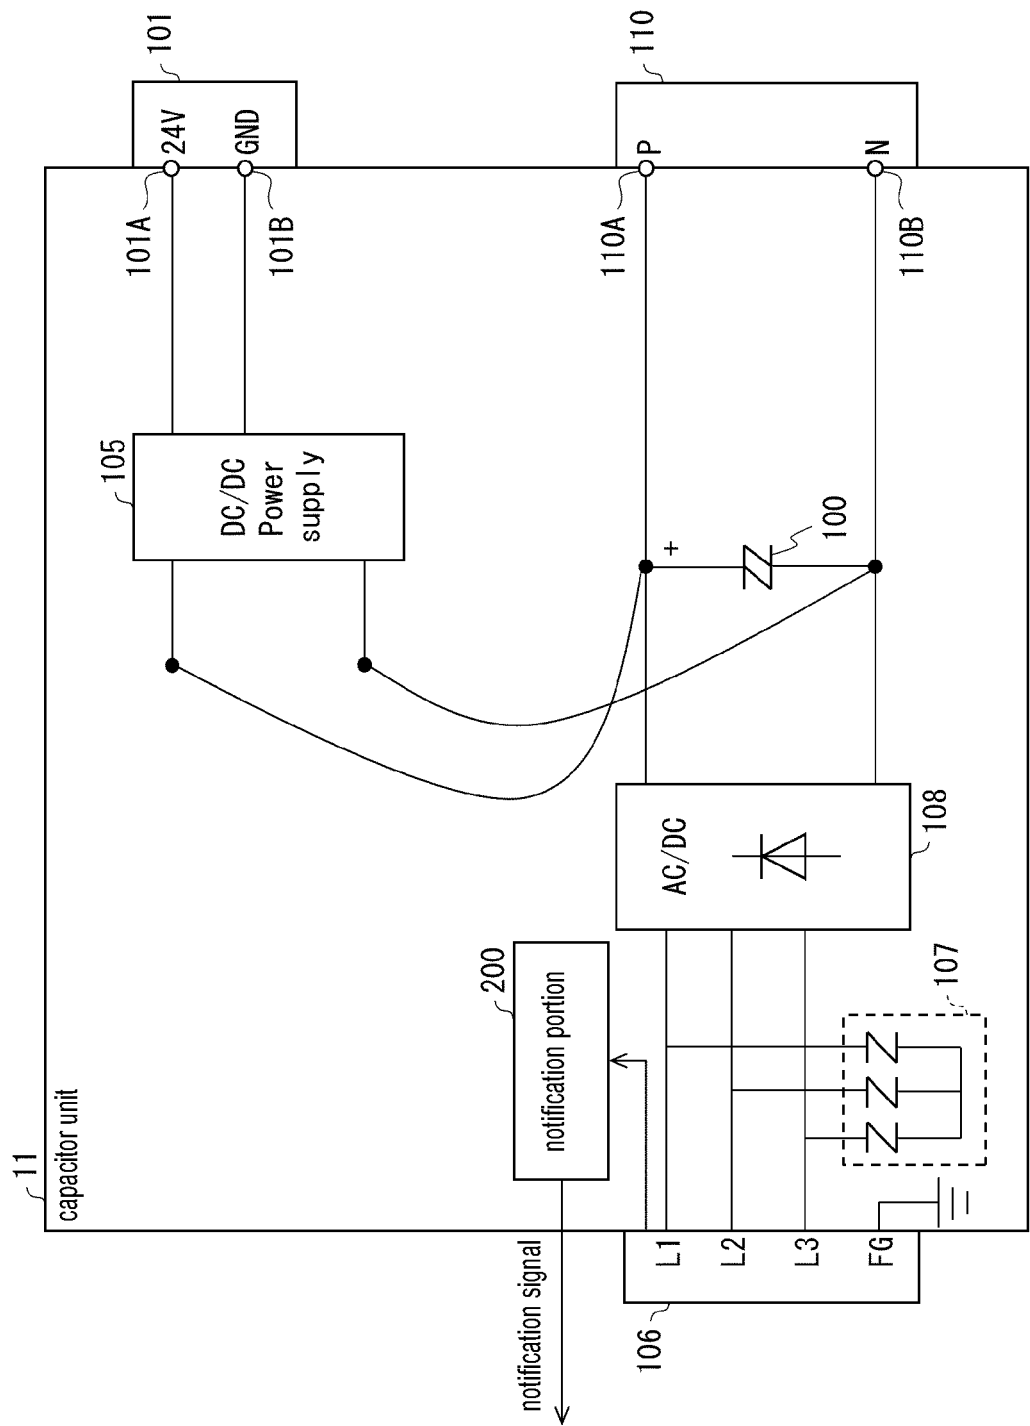 11
capacitor unit
notification signal
200
notification portion
106
L1
L2
L3
FG
107
AC/DC
108
105
DC/DC
Power
supply
+
100
101A
101B
24V
GND
101
110A
110B
P
N
110